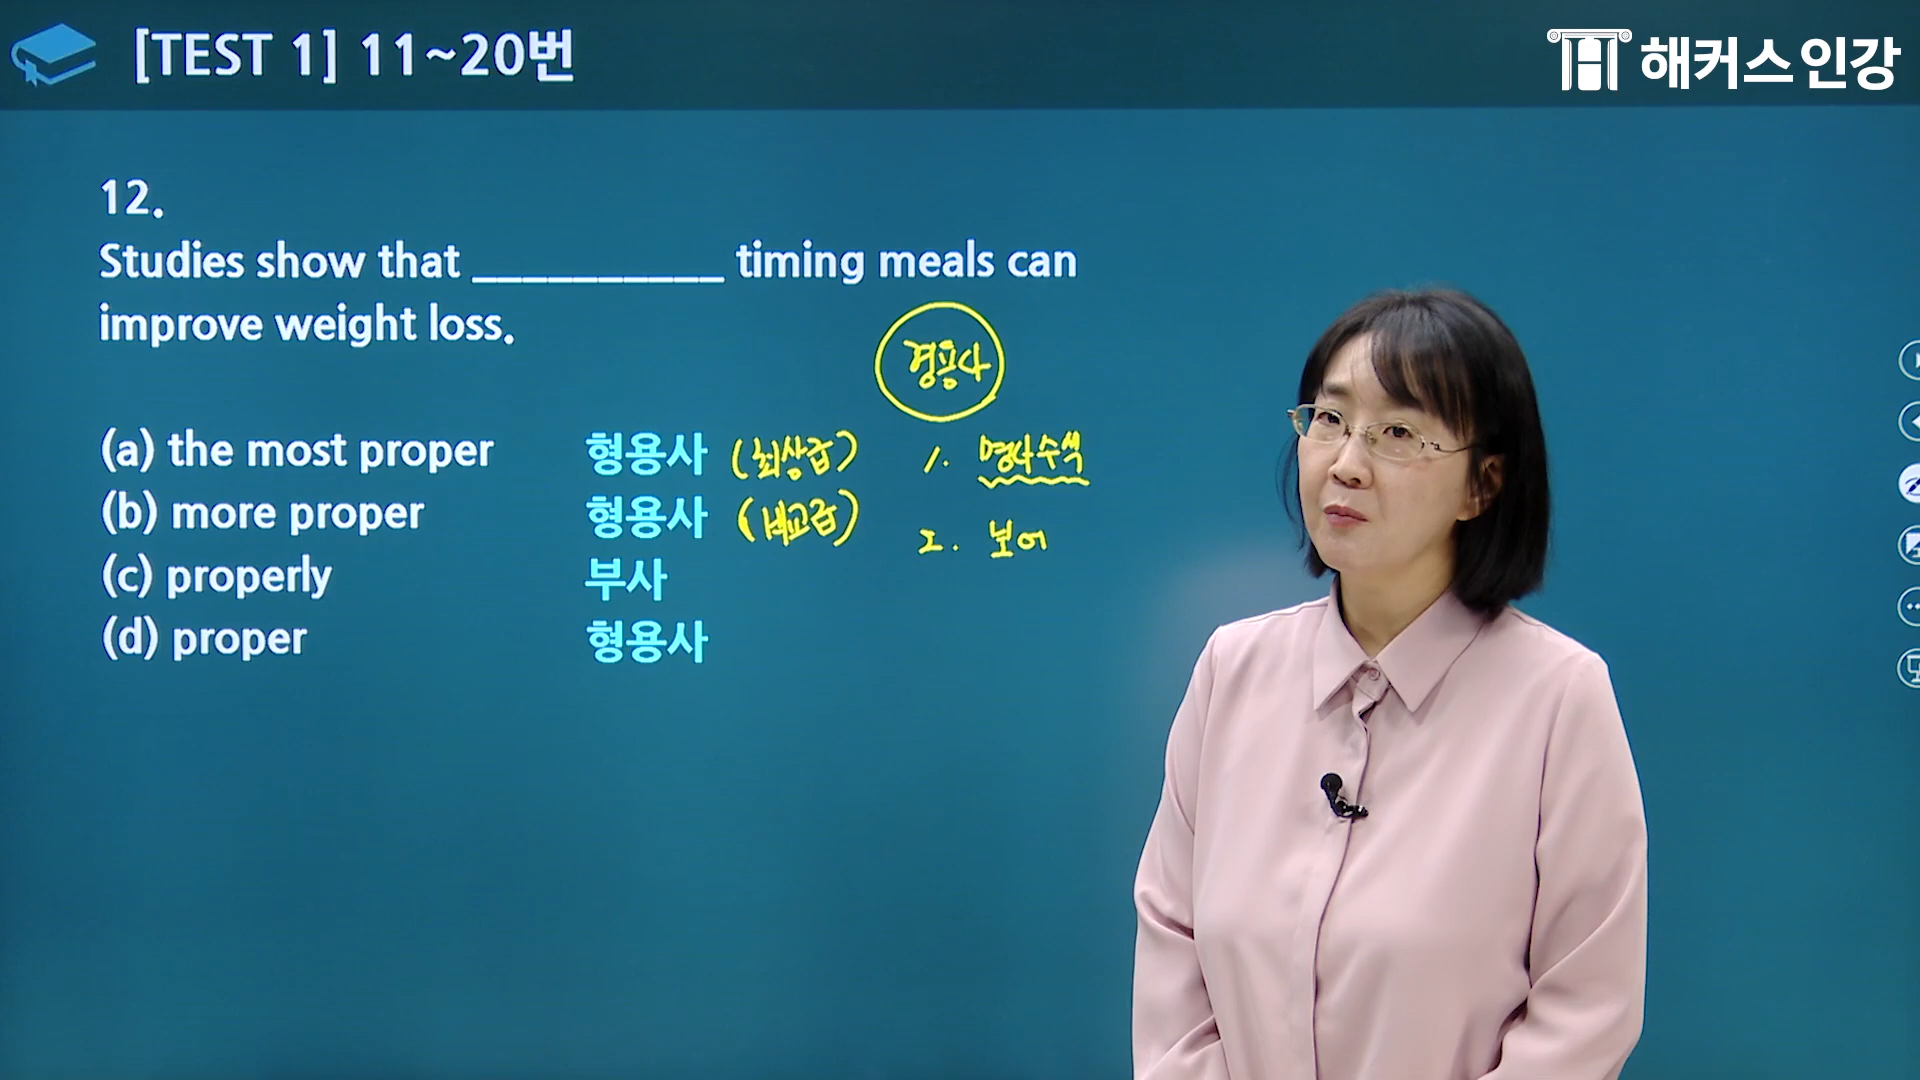 [TEST 1] 11~20번
해커스인강
12.
Studies show that __________ timing meals can
improve weight loss.
형용사
(a) the most proper 형용사 (최상급) 1. 명사수식
(b) more proper 형용사 (비교급) 2. 보어
(c) properly 부사
(d) proper 형용사